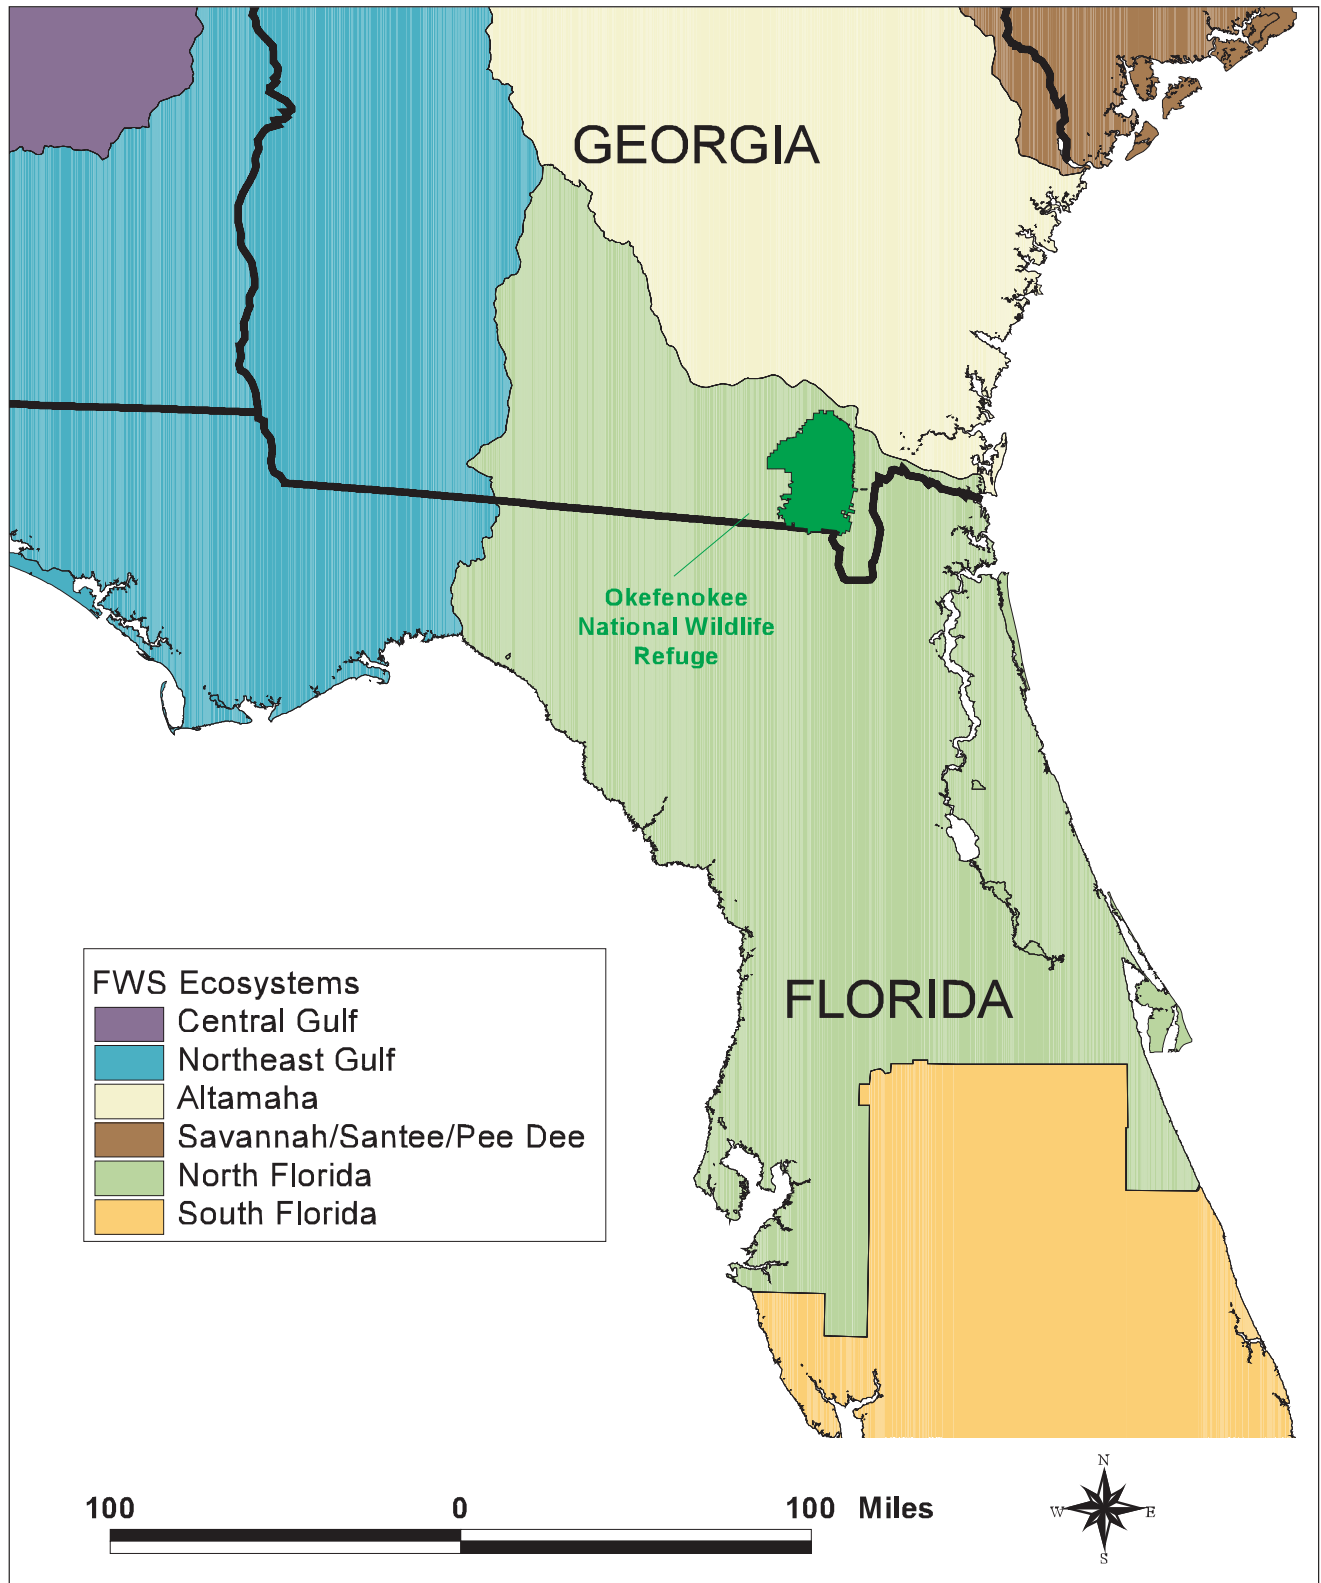 GEORGIA
Okefenokee
National Wildlife
Refuge
FLORIDA
FWS Ecosystems
Central Gulf
Northeast Gulf
Altamaha
Savannah/Santee/Pee Dee
North Florida
South Florida
100 0 100 Miles
N
W E
S